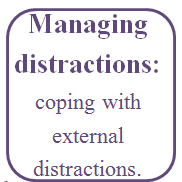 Managing
distractions:
coping with
external
distractions.